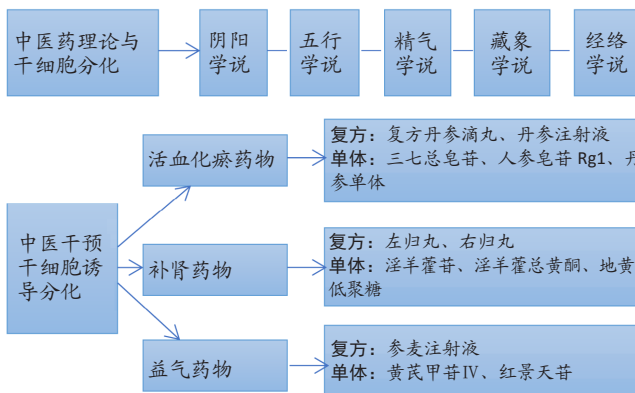 中医药理论与
干细胞分化
阴阳
学说
五行
学说
精气
学说
藏象
学说
经络
学说
活血化瘀药物
复方：复方丹参滴丸、丹参注射液
单体：三七总皂苷、人参皂苷 Rg1、丹
参单体
中医干预
干细胞诱
导分化
补肾药物
复方：左归丸、右归丸
单体：淫羊藿苷、淫羊藿总黄酮、地黄
低聚糖
益气药物
复方：参麦注射液
单体：黄芪甲苷IV、红景天苷